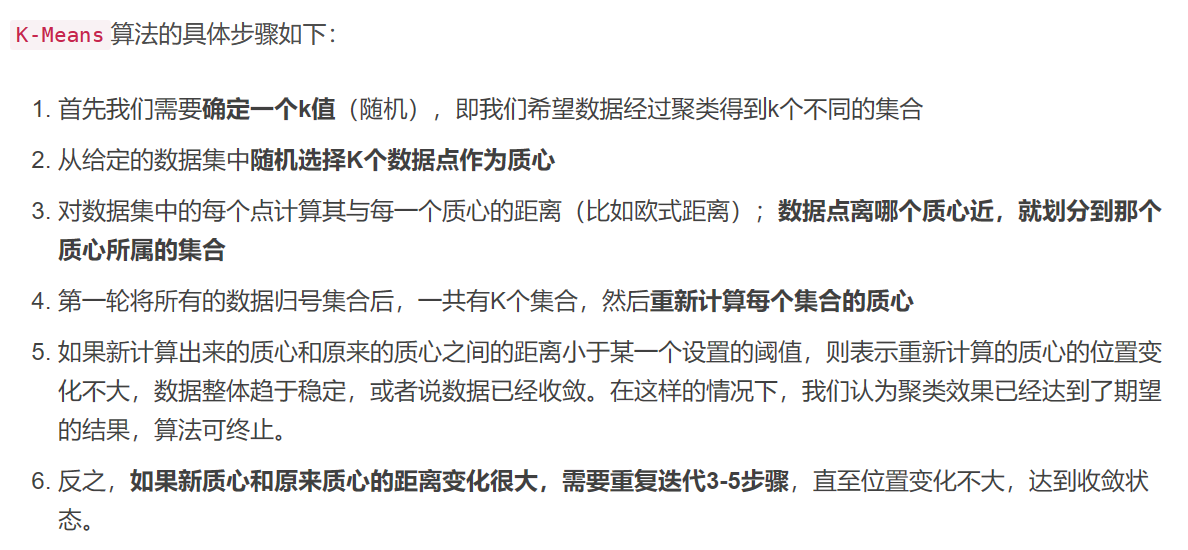 K-Means算法的具体步骤如下：
1. 首先我们需要确定一个k值（随机），即我们希望数据经过聚类得到k个不同的集合
2. 从给定的数据集中随机选择K个数据点作为质心
3. 对数据集中的每个点计算其与每一个质心的距离（比如欧式距离）；数据点离哪个质心近，就划分到那个
质心所属的集合
4. 第一轮将所有的数据归号集合后，一共有K个集合，然后重新计算每个集合的质心
5. 如果新计算出来的质心和原来的质心之间的距离小于某一个设置的阈值，则表示重新计算的质心的位置变
化不大，数据整体趋于稳定，或者说数据已经收敛。在这样的情况下，我们认为聚类效果已经达到了期望
的结果，算法可终止。
6. 反之，如果新质心和原来质心的距离变化很大，需要重复迭代3-5步骤，直至位置变化不大，达到收敛状
态。